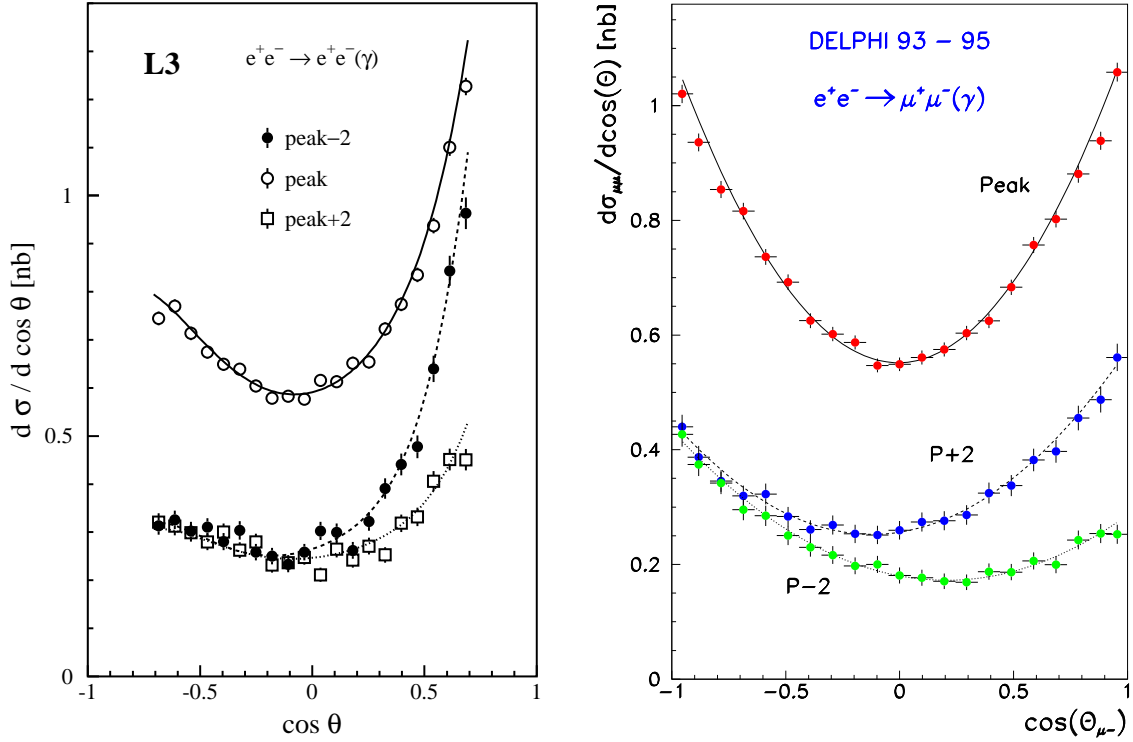 L3
e⁺e⁻ → e⁺e⁻(γ)
peak−2
peak
peak+2
d σ / d cos θ [nb]
1
0.5
0
-1
-0.5
0
0.5
1
cos θ
DELPHI 93 − 95
e⁺e⁻ → μ⁺μ⁻(γ)
Peak
P+2
P−2
dσμμ/dcos(Θ) [nb]
1
0.8
0.6
0.4
0.2
0
−1
−0.5
0
0.5
1
cos(Θμ−)